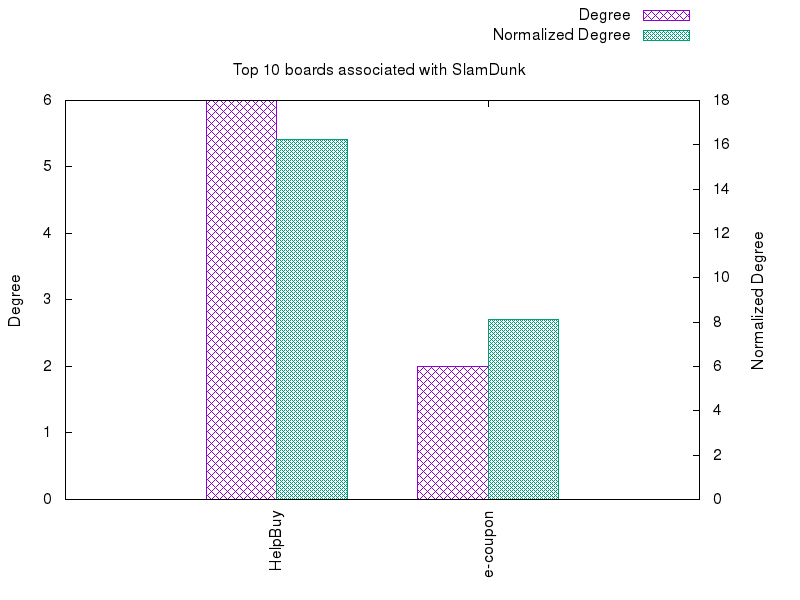 Degree
Normalized Degree
Top 10 boards associated with SlamDunk
6
5
4
3
2
1
0
Degree
18
16
14
12
10
8
6
4
2
0
Normalized Degree
HelpBuy
e-coupon